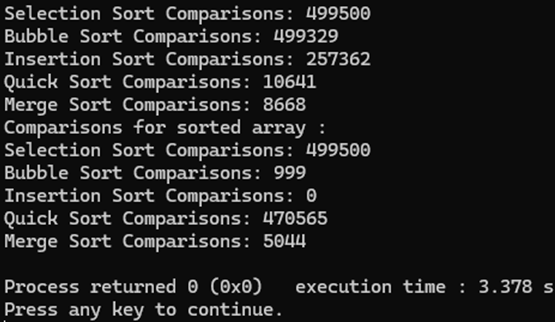 Selection Sort Comparisons: 499500
Bubble Sort Comparisons: 499329
Insertion Sort Comparisons: 257362
Quick Sort Comparisons: 10641
Merge Sort Comparisons: 8668
Comparisons for sorted array :
Selection Sort Comparisons: 499500
Bubble Sort Comparisons: 999
Insertion Sort Comparisons: 0
Quick Sort Comparisons: 470565
Merge Sort Comparisons: 5044
Process returned 0 (0x0)   execution time : 3.378 s
Press any key to continue.